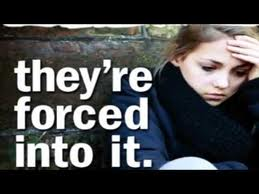 they're
forced
into it.